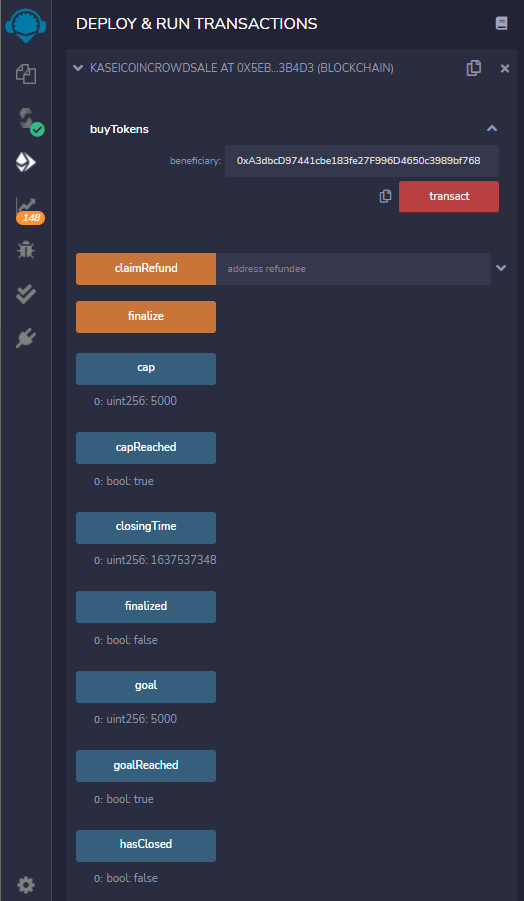 DEPLOY & RUN TRANSACTIONS
KASEICOINCROWDSALE AT 0X5EB...3B4D3 (BLOCKCHAIN)
buyTokens
beneficiary: 0xA3dbcD97441cbe183fe27F996D4650c3989bf768
transact
148
claimRefund address refundee
finalize
cap
0: uint256: 5000
capReached
0: bool: true
closingTime
0: uint256: 1637537348
finalized
0: bool: false
goal
0: uint256: 5000
goalReached
0: bool: true
hasClosed
0: bool: false